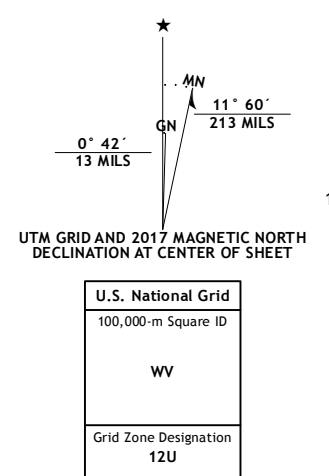 ★
MN
11° 60´
213 MILS
GN
0° 42´
13 MILS
1
UTM GRID AND 2017 MAGNETIC NORTH
DECLINATION AT CENTER OF SHEET
U.S. National Grid
100,000-m Square ID
WV
Grid Zone Designation
12U